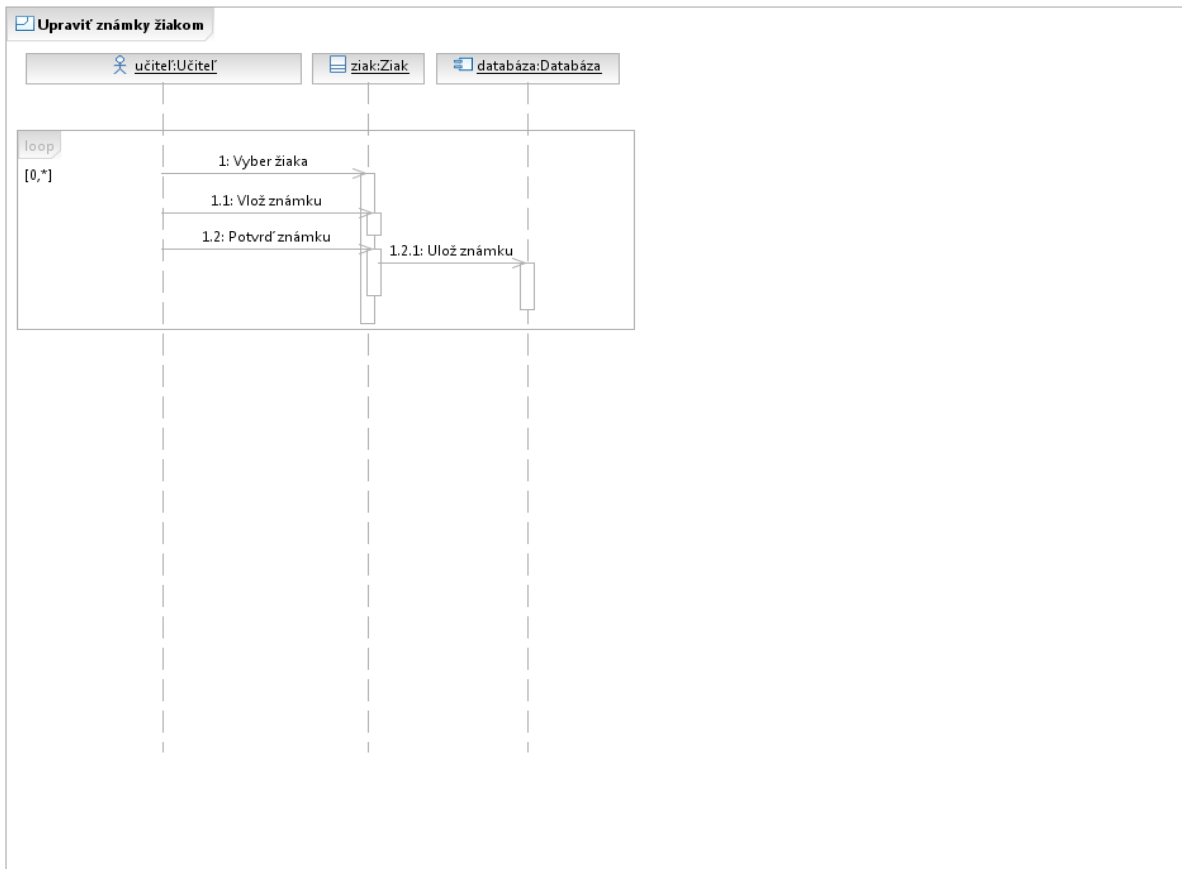 Upraviť známky žiakom
učiteľ:Učiteľ
ziak:Ziak
databáza:Databáza
loop
[0,*]
1: Vyber žiaka
1.1: Vlož známku
1.2: Potvrď známku
1.2.1: Ulož známku